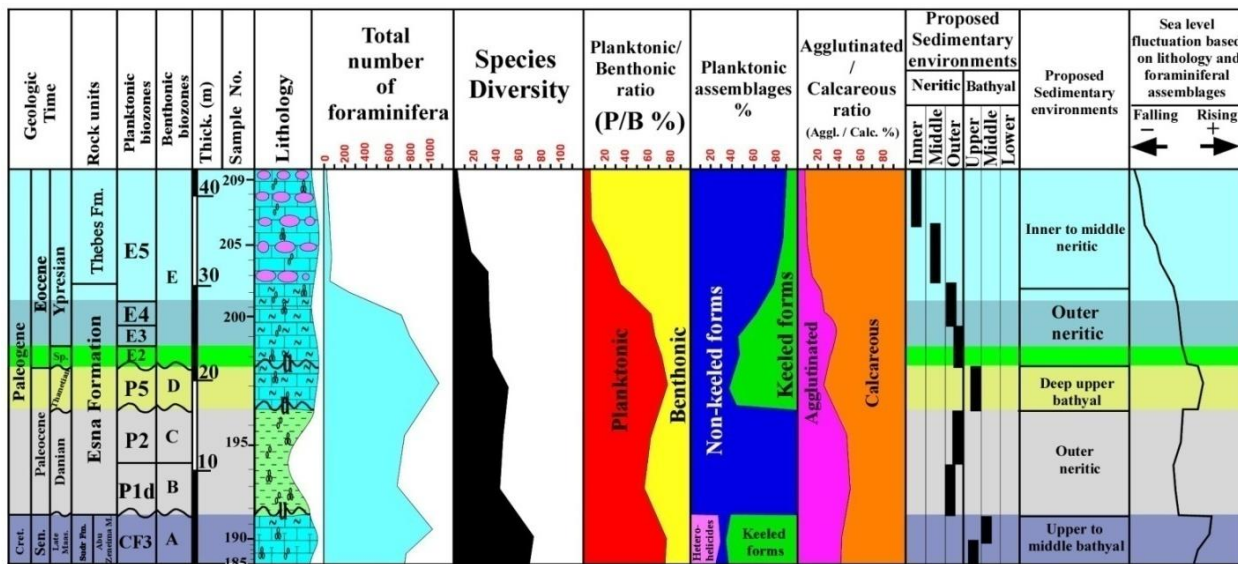 Geologic
Time
Rock units
Planktonic
biozones
Benthonic
biozones
Thick. (m)
Sample No.
Lithology
Total
number
of
foraminifera
0
200
400
600
800
1000
Species
Diversity
0
20
40
60
80
100
Planktonic/
Benthonic
ratio
(P/B %)
20
40
60
80
Planktonic
assemblages
%
20
40
60
80
Agglutinated
/
Calcareous
ratio
(Aggl. / Calc. %)
20
40
60
80
Proposed
Sedimentary
environments
Neritic
Bathyal
Inner
Middle
Outer
Upper
Middle
Lower
Proposed
Sedimentary
environments
Sea level
fluctuation based
on lithology and
foraminiferal
assemblages
Falling
Rising
−
+
Paleogene
Cret.
Eocene
Paleocene
Sen.
Ypresian
Sp.
Thanetian
Danian
Late
Maas.
Thebes Fm.
Esna Formation
Sudr Fm.
Abu
Zeneima M.
E5
E4
E3
E2
P5
P2
P1d
CF3
E
D
C
B
A
40
30
20
10
209
205
200
195
190
185
Planktonic
Benthonic
Non-keeled forms
Keeled forms
Hetero-
helicides
Keeled
forms
Agglutinated
Calcareous
Inner to middle
neritic
Outer
neritic
Deep upper
bathyal
Outer
neritic
Upper to
middle bathyal